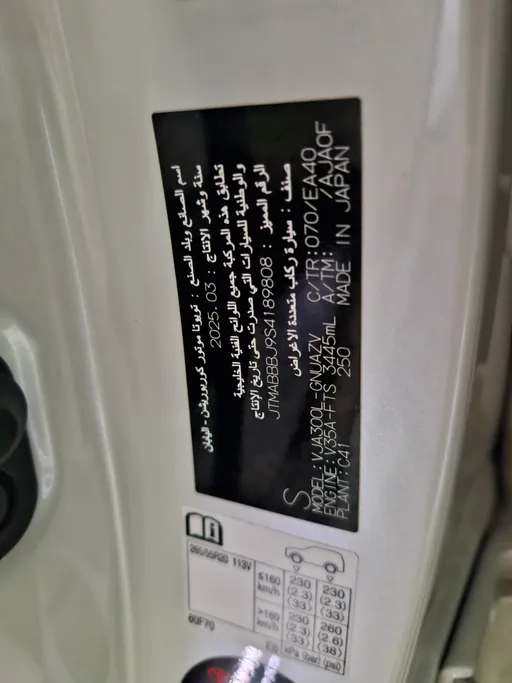 اسم الصانع وبلد الصنع : تويوتا موتور كوربوريشن - اليابان
سنة وشهر الإنتاج : 2025.03
تطابق هذه المركبة جميع اللوائح الفنية الخليجية
والوطنية للسيارات التي صدرت حتى تاريخ الإنتاج
الرقم المميز : JTMABBBJ9S4189808
صنف : سيارة ركاب متعددة الاغراض
S
MODEL:VJA300L-GNUAZV C/TR:070/EA40
ENGINE:V35A-FTS 3445mL A/TM: /AJA0F
PLANT:C41 250 MADE IN JAPAN
265/55R20 113V
≤160 km/h 230 (2.3) (33) 230 (2.3) (33)
>160 km/h 230 (2.3) (33) 260 (2.6) (38)
60F70 E0 kPa (bar) (psi)